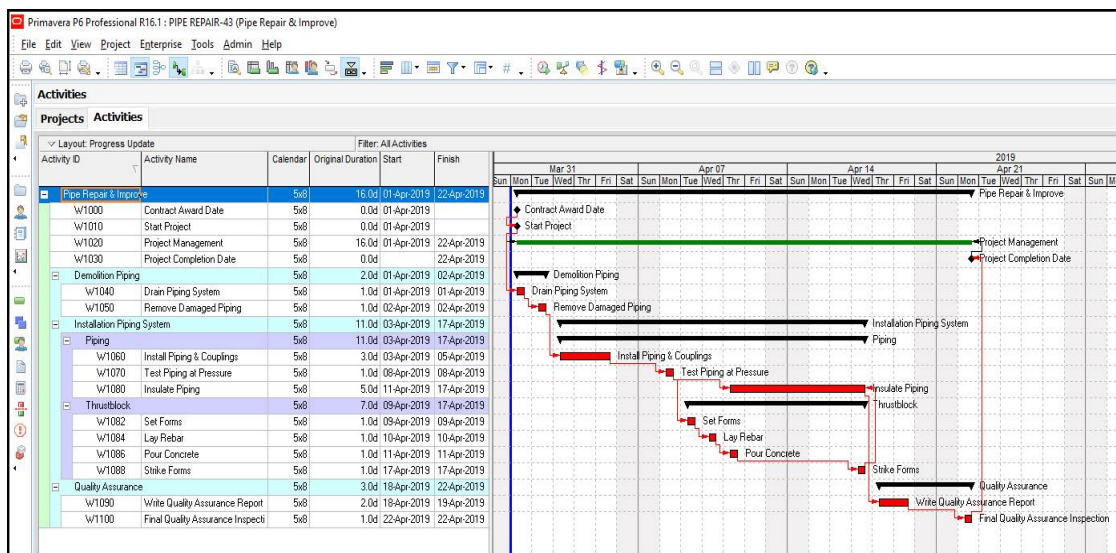 Primavera P6 Professional R16.1 : PIPE REPAIR-43 (Pipe Repair & Improve)
File Edit View Project Enterprise Tools Admin Help
Activities
Projects Activities
Layout: Progress Update Filter: All Activities
Activity ID Activity Name Calendar Original Duration Start Finish
2019
Mar 31 Apr 07 Apr 14 Apr 21
Sun Mon Tue Wed Thr Fri Sat Sun Mon Tue Wed Thr Fri Sat Sun Mon Tue Wed Thr Fri Sat Sun Mon Tue Wed Thr Fri Sat Sun M
Pipe Repair & Improve 5x8 16.0d 01-Apr-2019 22-Apr-2019 Pipe Repair & Improve
W1000 Contract Award Date 5x8 0.0d 01-Apr-2019 Contract Award Date
W1010 Start Project 5x8 0.0d 01-Apr-2019 Start Project
W1020 Project Management 5x8 16.0d 01-Apr-2019 22-Apr-2019 Project Management
W1030 Project Completion Date 5x8 0.0d 22-Apr-2019 Project Completion Date
Demolition Piping 5x8 2.0d 01-Apr-2019 02-Apr-2019 Demolition Piping
W1040 Drain Piping System 5x8 1.0d 01-Apr-2019 01-Apr-2019 Drain Piping System
W1050 Remove Damaged Piping 5x8 1.0d 02-Apr-2019 02-Apr-2019 Remove Damaged Piping
Installation Piping System 5x8 11.0d 03-Apr-2019 17-Apr-2019 Installation Piping System
Piping 5x8 11.0d 03-Apr-2019 17-Apr-2019 Piping
W1060 Install Piping & Couplings 5x8 3.0d 03-Apr-2019 05-Apr-2019 Install Piping & Couplings
W1070 Test Piping at Pressure 5x8 1.0d 08-Apr-2019 08-Apr-2019 Test Piping at Pressure
W1080 Insulate Piping 5x8 5.0d 11-Apr-2019 17-Apr-2019 Insulate Piping
Thrustblock 5x8 7.0d 09-Apr-2019 17-Apr-2019 Thrustblock
W1082 Set Forms 5x8 1.0d 09-Apr-2019 09-Apr-2019 Set Forms
W1084 Lay Rebar 5x8 1.0d 10-Apr-2019 10-Apr-2019 Lay Rebar
W1086 Pour Concrete 5x8 1.0d 11-Apr-2019 11-Apr-2019 Pour Concrete
W1088 Strike Forms 5x8 1.0d 17-Apr-2019 17-Apr-2019 Strike Forms
Quality Assurance 5x8 3.0d 18-Apr-2019 22-Apr-2019 Quality Assurance
W1090 Write Quality Assurance Report 5x8 2.0d 18-Apr-2019 19-Apr-2019 Write Quality Assurance Report
W1100 Final Quality Assurance Inspecti 5x8 1.0d 22-Apr-2019 22-Apr-2019 Final Quality Assurance Inspection